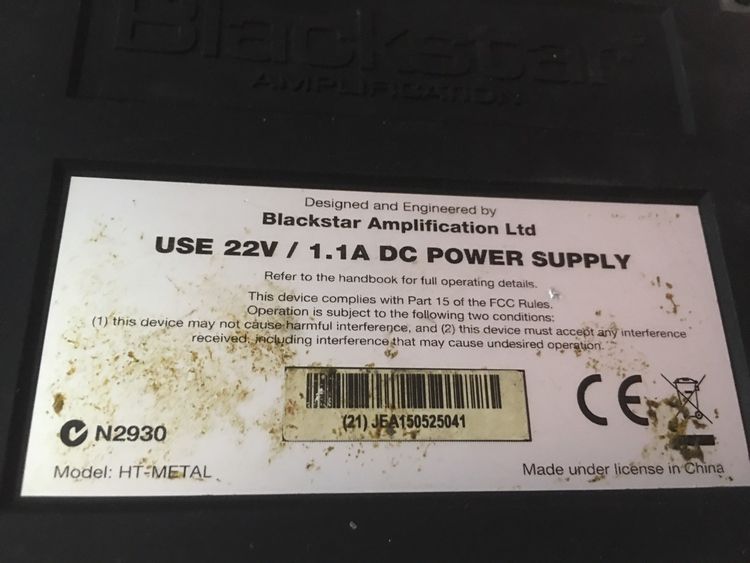 Blackstar
AMPLIFICATION
Designed and Engineered by
Blackstar Amplification Ltd
USE 22V / 1.1A DC POWER SUPPLY
Refer to the handbook for full operating details.
This device complies with Part 15 of the FCC Rules.
Operation is subject to the following two conditions:
(1) this device may not cause harmful interference, and (2) this device must accept any interference
received, including interference that may cause undesired operation.
(21) JEA150525041
CE
N2930
Model: HT-METAL
Made under license in China